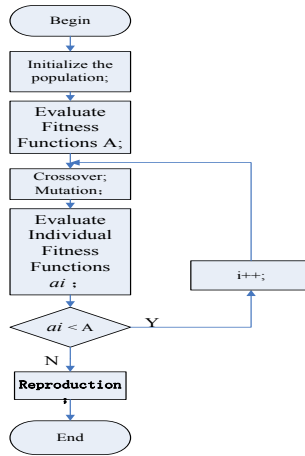 Begin
Initialize the
population;
Evaluate
Fitness
Functions A;
Crossover;
Mutation；
Evaluate
Individual
Fitness
Functions
ai ；
i++;
ai < A
Y
N
Reproduction
；
End